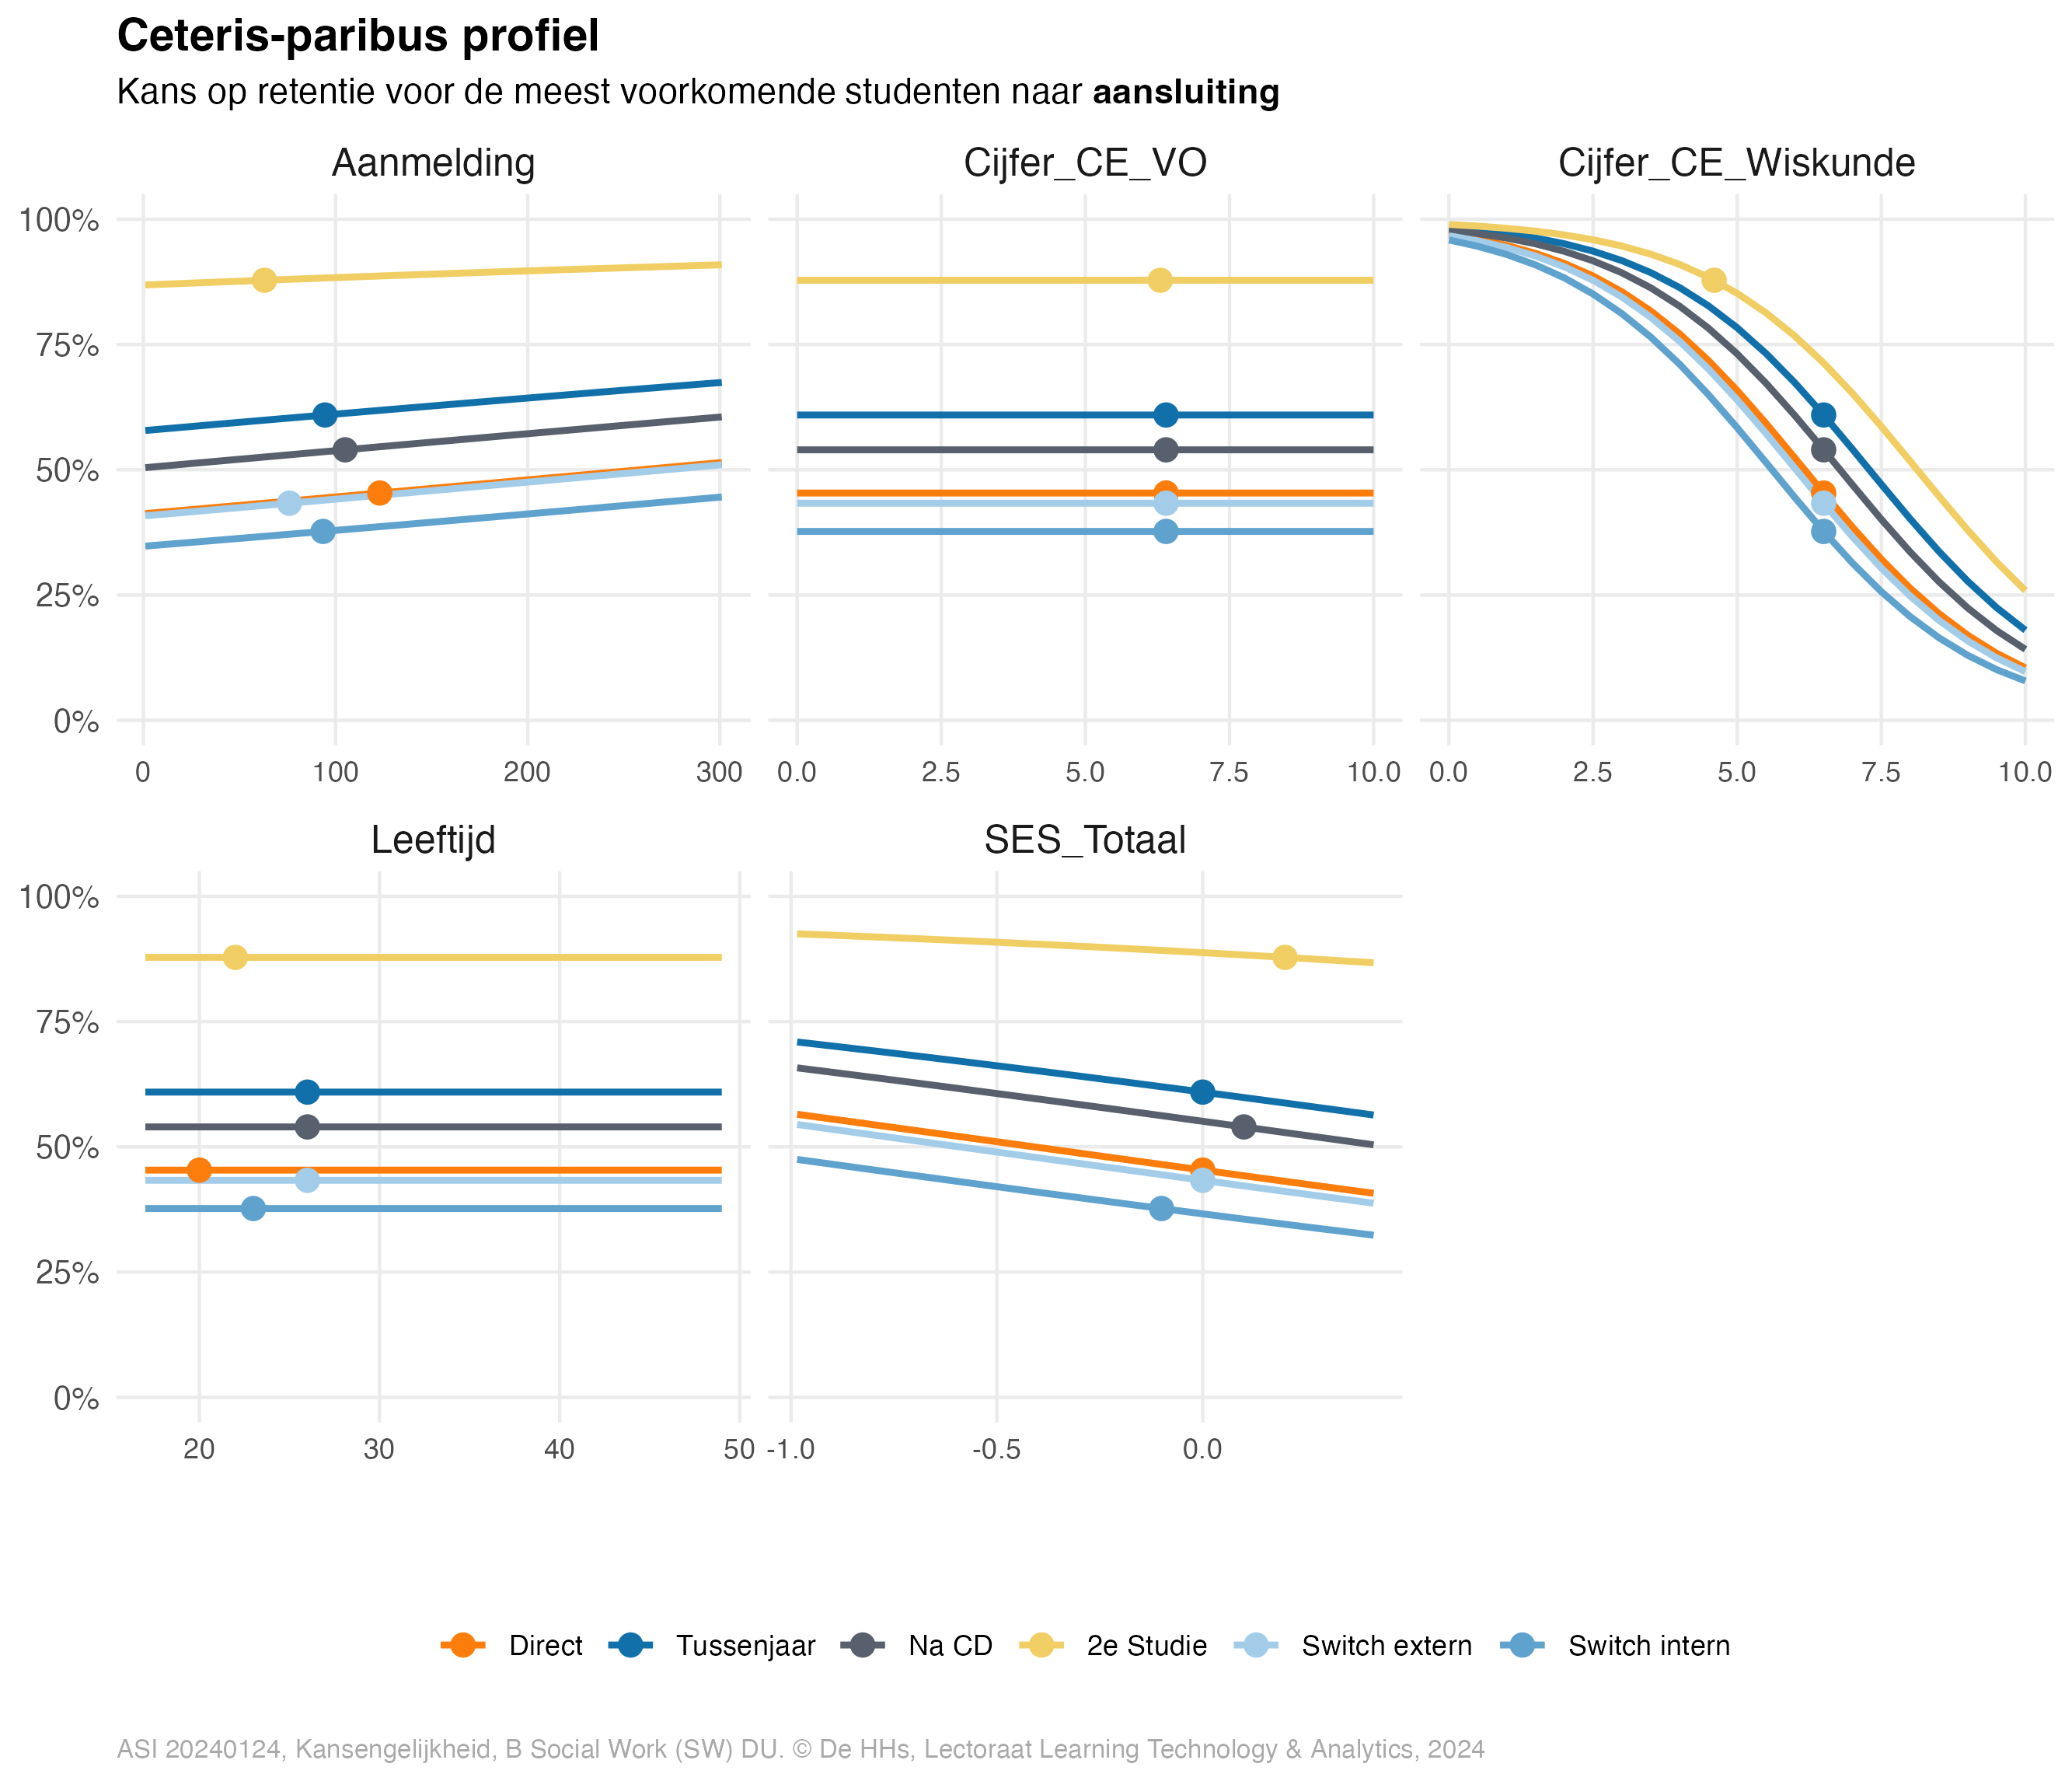 Ceteris-paribus profiel
Kans op retentie voor de meest voorkomende studenten naar aansluiting
Aanmelding
Cijfer_CE_VO
Cijfer_CE_Wiskunde
100%
75%
50%
25%
0%
0 100 200 300
0.0 2.5 5.0 7.5 10.0
0.0 2.5 5.0 7.5 10.0
Leeftijd
SES_Totaal
100%
75%
50%
25%
0%
20 30 40 50
-1.0 -0.5 0.0
Direct Tussenjaar Na CD 2e Studie Switch extern Switch intern
ASI 20240124, Kansengelijkheid, B Social Work (SW) DU. © De HHs, Lectoraat Learning Technology & Analytics, 2024